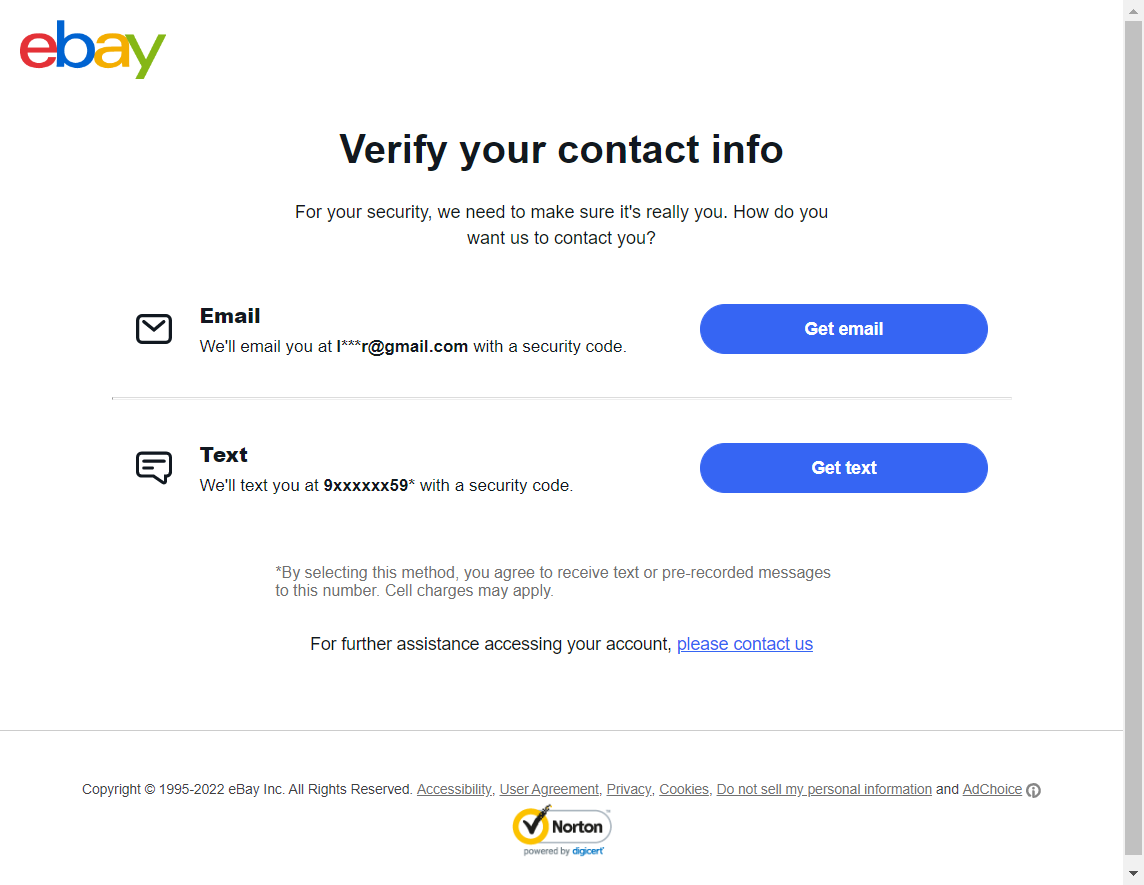 ebay
Verify your contact info
For your security, we need to make sure it's really you. How do you
want us to contact you?
Email
We'll email you at l***r@gmail.com with a security code.
Get email
Text
We'll text you at 9xxxxxx59* with a security code.
Get text
*By selecting this method, you agree to receive text or pre-recorded messages
to this number. Cell charges may apply.
For further assistance accessing your account, please contact us
Copyright © 1995-2022 eBay Inc. All Rights Reserved. Accessibility, User Agreement, Privacy, Cookies, Do not sell my personal information and AdChoice
Norton
powered by digicert